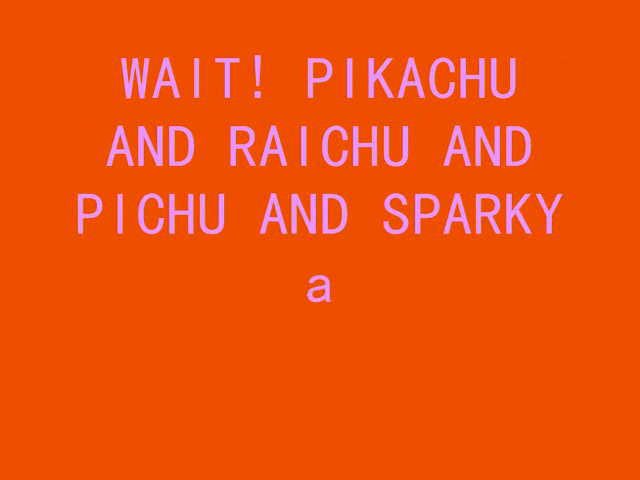 WAIT! PIKACHU
AND RAICHU AND
PICHU AND SPARKY
a